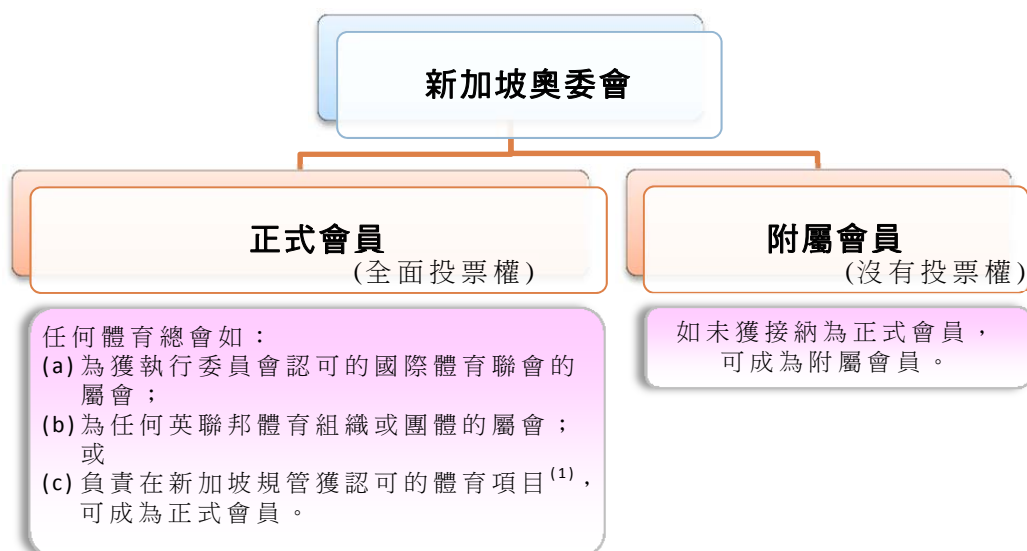 新加坡奧委會
正式會員
(全面投票權)
附屬會員
(沒有投票權)
任何體育總會如：
(a) 為獲執行委員會認可的國際體育聯會的
屬會；
(b) 為任何英聯邦體育組織或團體的屬會；
或
(c) 負責在新加坡規管獲認可的體育項目(1)，
可成為正式會員。
如未獲接納為正式會員，
可成為附屬會員。